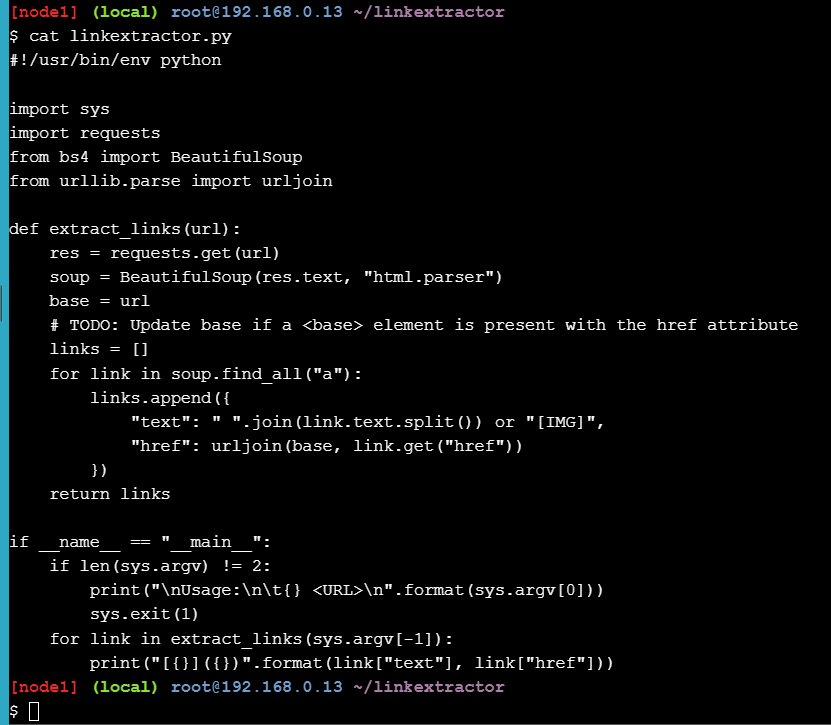 [node1] (local) root@192.168.0.13 ~/linkextractor
$ cat linkextractor.py
#!/usr/bin/env python

import sys
import requests
from bs4 import BeautifulSoup
from urllib.parse import urljoin

def extract_links(url):
    res = requests.get(url)
    soup = BeautifulSoup(res.text, "html.parser")
    base = url
    # TODO: Update base if a <base> element is present with the href attribute
    links = []
    for link in soup.find_all("a"):
        links.append({
            "text": " ".join(link.text.split()) or "[IMG]",
            "href": urljoin(base, link.get("href"))
        })
    return links

if __name__ == "__main__":
    if len(sys.argv) != 2:
        print("\nUsage:\n\t{} <URL>\n".format(sys.argv[0]))
        sys.exit(1)
    for link in extract_links(sys.argv[-1]):
        print("[{}]({})".format(link["text"], link["href"]))
[node1] (local) root@192.168.0.13 ~/linkextractor
$